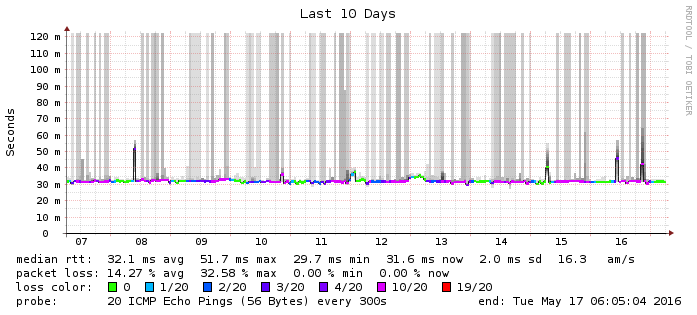 Last 10 Days
RRDTOOL / TOBI OETIKER
Seconds
120 m
110 m
100 m
90 m
80 m
70 m
60 m
50 m
40 m
30 m
20 m
10 m
0
07 08 09 10 11 12 13 14 15 16
median rtt: 32.1 ms avg 51.7 ms max 29.7 ms min 31.6 ms now 2.0 ms sd 16.3 am/s
packet loss: 14.27 % avg 32.58 % max 0.00 % min 0.00 % now
loss color: 0 1/20 2/20 3/20 4/20 10/20 19/20
probe: 20 ICMP Echo Pings (56 Bytes) every 300s end: Tue May 17 06:05:04 2016